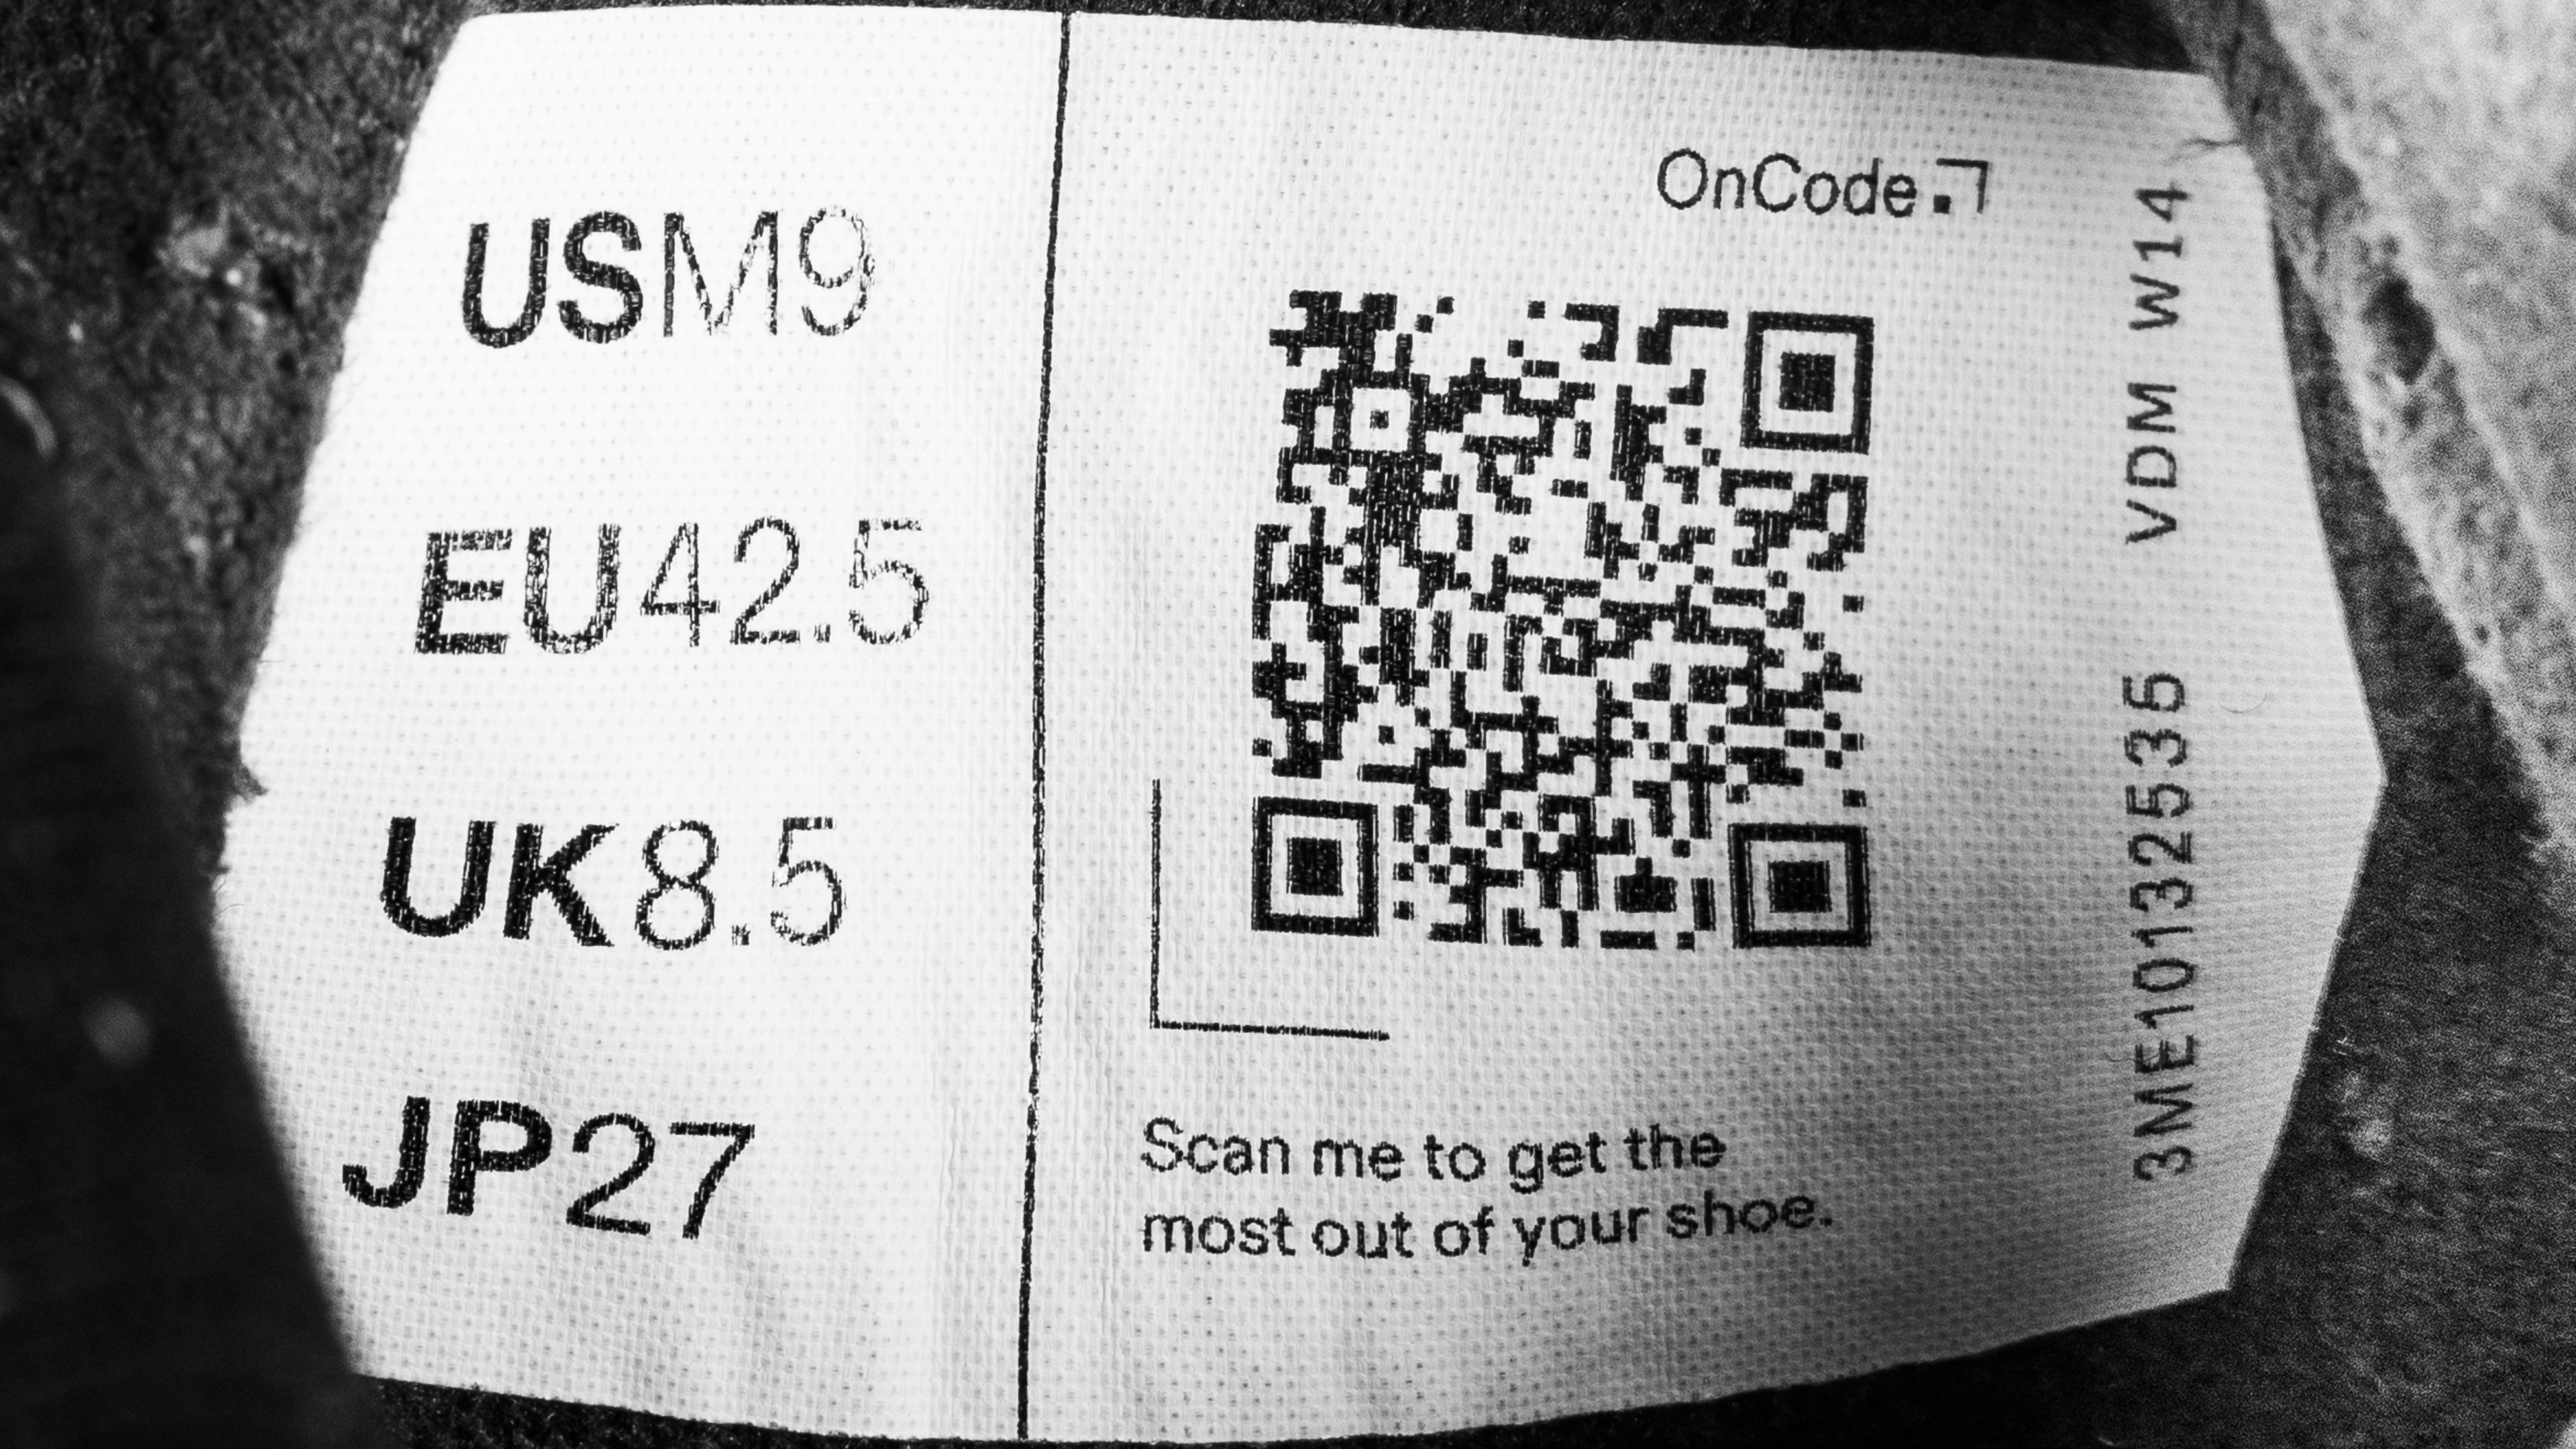 USM9
EU42.5
UK8.5
JP27
OnCode.
Scan me to get the
most out of your shoe.
3ME10132535 VDM W14